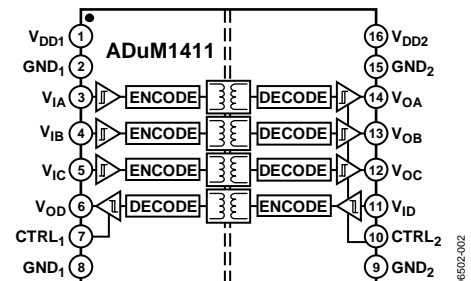 ADuM1411
VDD1 1 16 VDD2
GND1 2 15 GND2
VIA 3 ENCODE DECODE 14 VOA
VIB 4 ENCODE DECODE 13 VOB
VIC 5 ENCODE DECODE 12 VOC
VOD 6 DECODE ENCODE 11 VID
CTRL1 7 10 CTRL2
GND1 8 9 GND2
06502-002